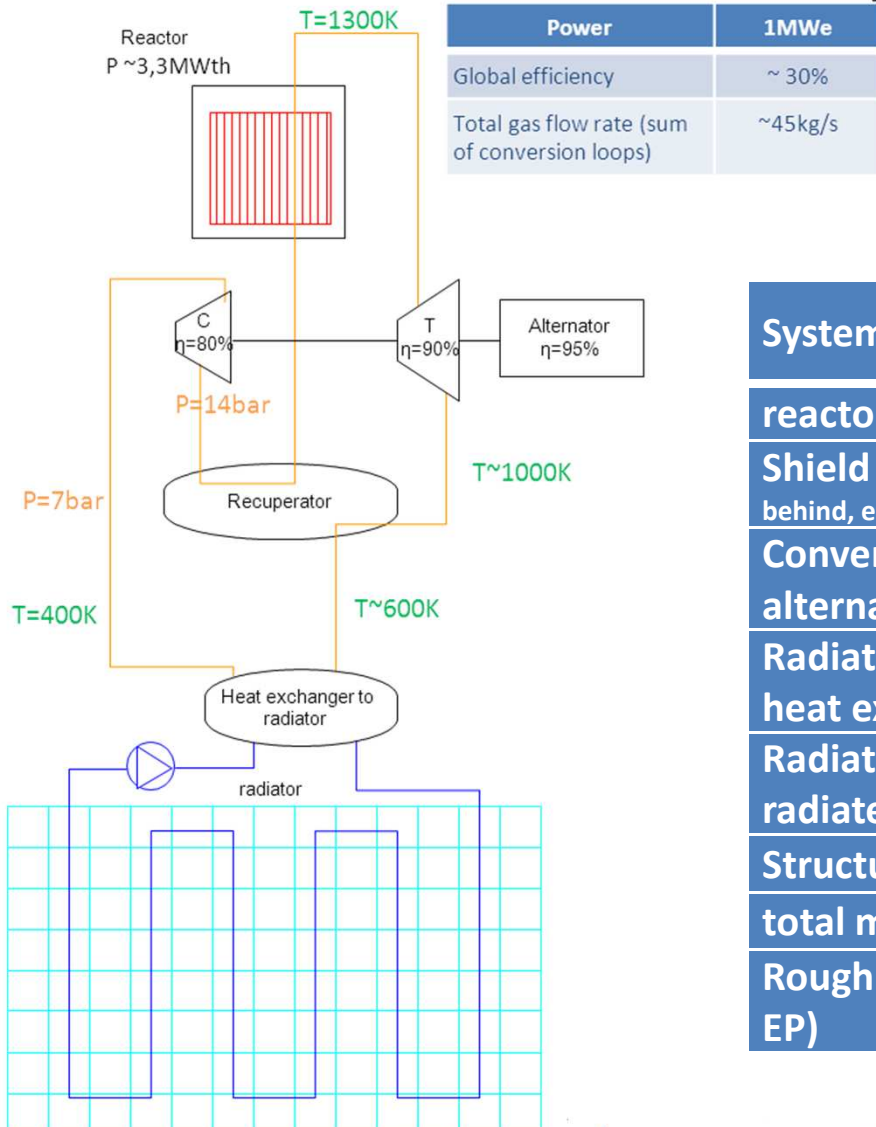 T=1300K
Reactor
P ~3,3MWth
Power 1MWe
Global efficiency ~ 30%
Total gas flow rate (sum ~45kg/s
of conversion loops)
C
η=80%
T
η=90%
Alternator
η=95%
P=14bar
T~1000K
Recuperator
P=7bar
T=400K
T~600K
Heat exchanger to
radiator
radiator
System
reacto
Shield
behind, e
Conver
alterna
Radiat
heat ex
Radiat
radiate
Structu
total m
Rough
EP)